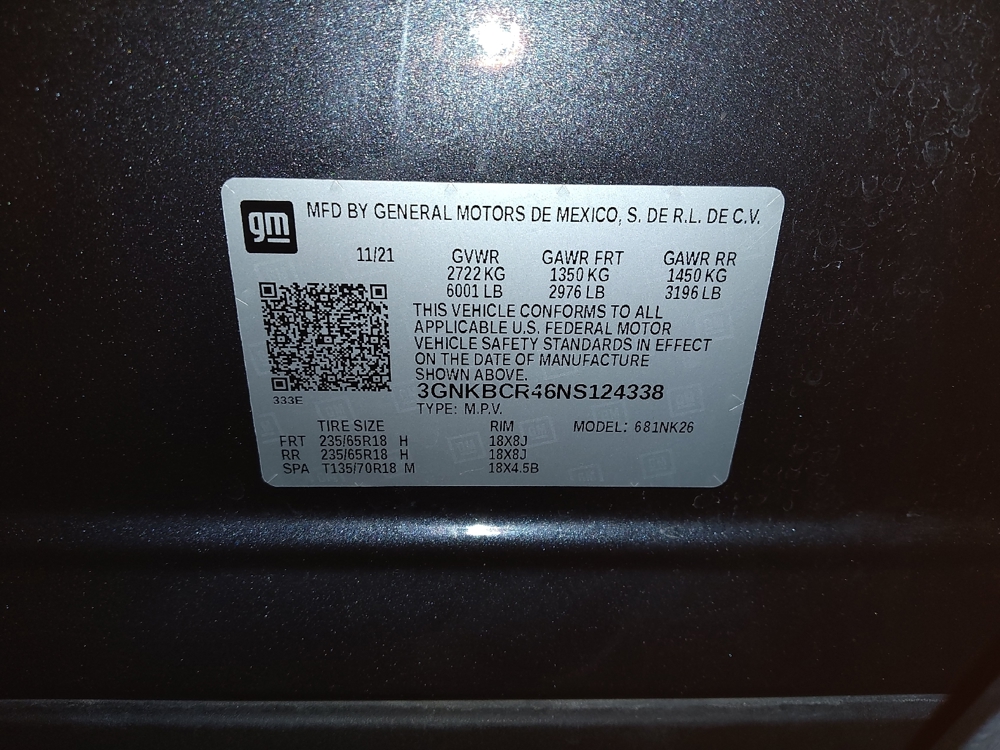 gm
MFD BY GENERAL MOTORS DE MEXICO, S. DE R.L. DE C.V.
11/21 GVWR GAWR FRT GAWR RR
2722 KG 1350 KG 1450 KG
6001 LB 2976 LB 3196 LB
THIS VEHICLE CONFORMS TO ALL
APPLICABLE U.S. FEDERAL MOTOR
VEHICLE SAFETY STANDARDS IN EFFECT
ON THE DATE OF MANUFACTURE
SHOWN ABOVE.
333E
3GNKBCR46NS124338
TYPE: M.P.V.
TIRE SIZE RIM MODEL: 681NK26
FRT 235/65R18 H 18X8J
RR 235/65R18 H 18X8J
SPA T135/70R18 M 18X4.5B